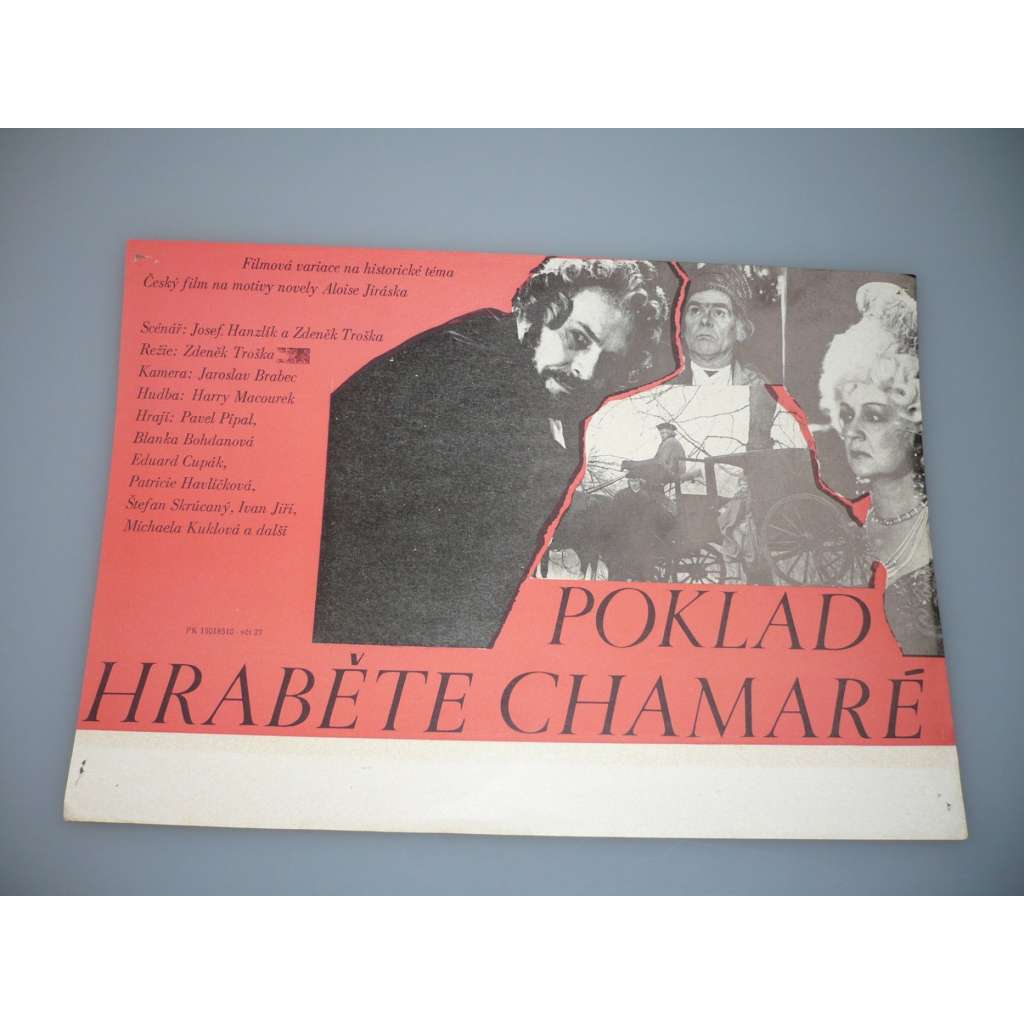 Filmová variace na historické téma
Český film na motivy novely Aloise Jiráska
Scénář: Josef Hanzlík a Zdeněk Troška
Režie: Zdeněk Troška
Kamera: Jaroslav Brabec
Hudba: Harry Macourek
Hrají: Pavel Pípal,
Blanka Bohdanová
Eduard Cupák,
Patricie Havlíčková,
Štefan Skrúcaný, Ivan Jiří,
Michaela Kuklová a další
POKLAD
HRABĚTE CHAMARÉ